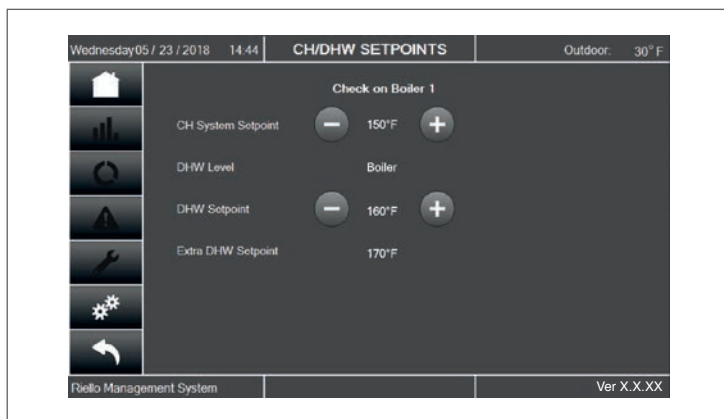 Wednesday05 / 23 / 2018 14:44 CH/DHW SETPOINTS Outdoor: 30°F
Check on Boiler 1
CH System Setpoint − 150°F +
DHW Level Boiler
DHW Setpoint − 160°F +
Extra DHW Setpoint 170°F
Riello Management System Ver X.X.XX